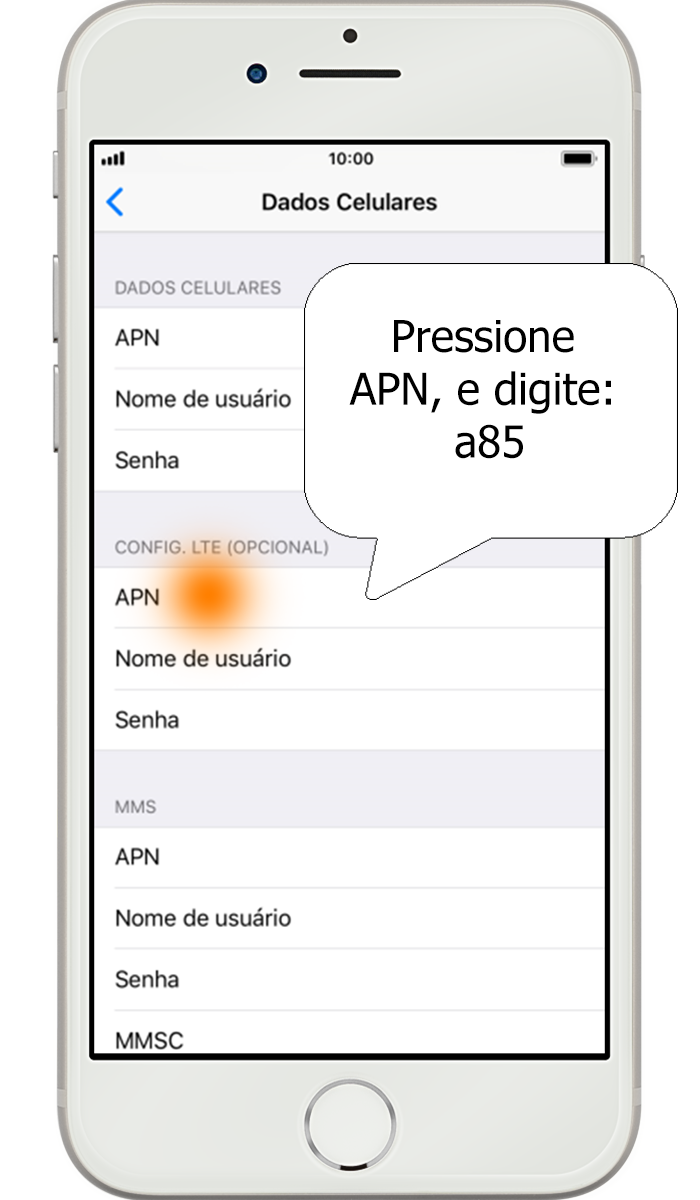 10:00
Dados Celulares
DADOS CELULARES
APN
Nome de usuário
Senha
Pressione
APN, e digite:
a85
CONFIG. LTE (OPCIONAL)
APN
Nome de usuário
Senha
MMS
APN
Nome de usuário
Senha
MMSC